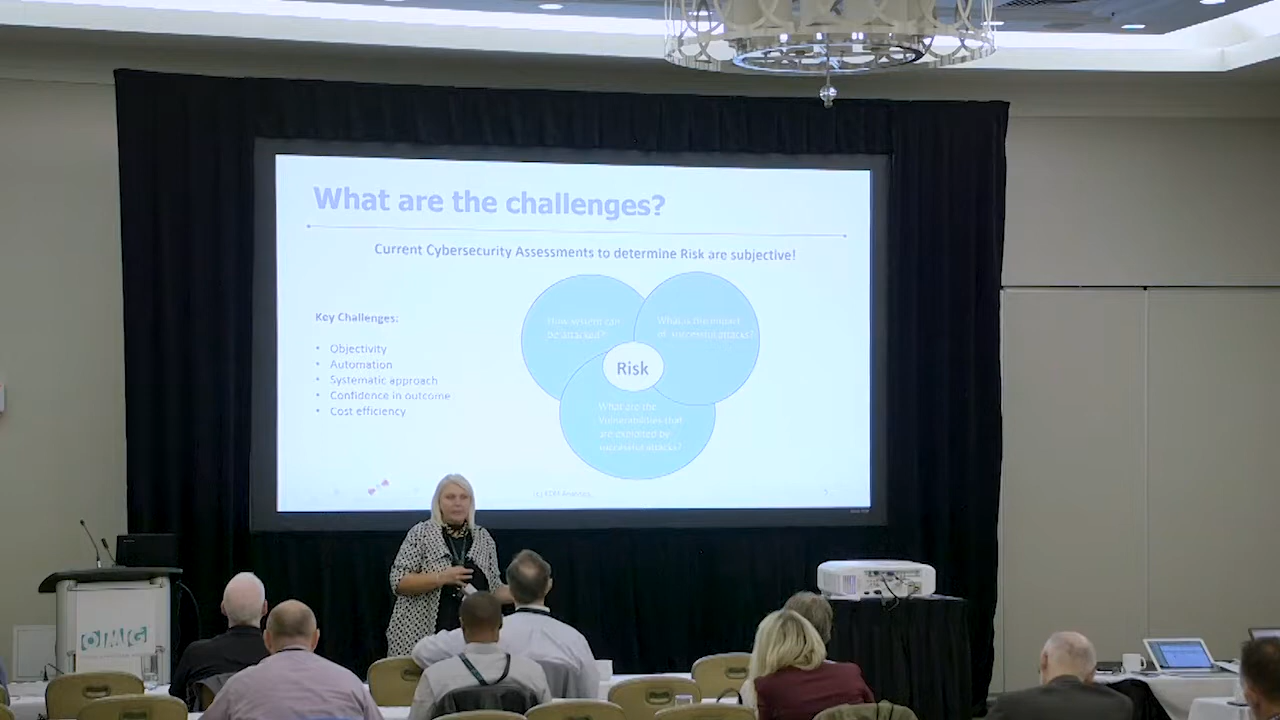 What are the challenges?
Current Cybersecurity Assessments to determine Risk are subjective!
Key Challenges:
• Objectivity
• Automation
• Systematic approach
• Confidence in outcome
• Cost efficiency
How system can
be attacked?
What is the impact
of successful attacks?
Risk
What are the
Vulnerabilities that
are exploited by
successful attacks?
OMG